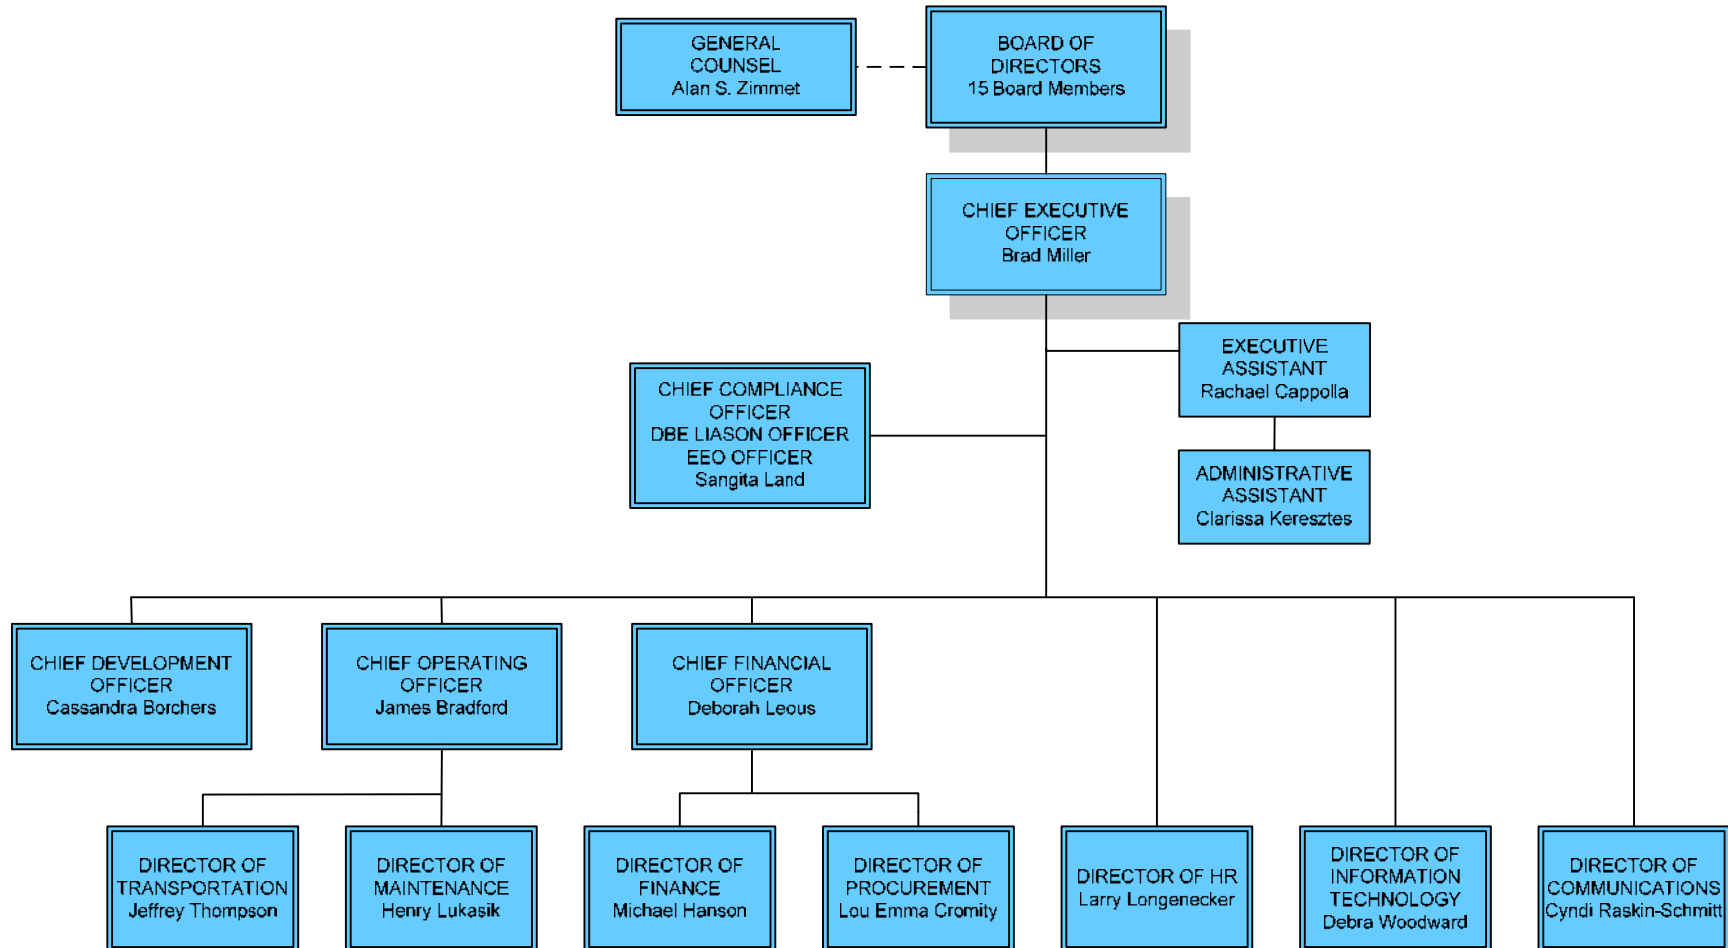 GENERAL
COUNSEL
Alan S. Zimmet
BOARD OF
DIRECTORS
15 Board Members
CHIEF EXECUTIVE
OFFICER
Brad Miller
EXECUTIVE
ASSISTANT
Rachael Cappolla
CHIEF COMPLIANCE
OFFICER
DBE LIASON OFFICER
EEO OFFICER
Sangita Land
ADMINISTRATIVE
ASSISTANT
Clarissa Keresztes
CHIEF DEVELOPMENT
OFFICER
Cassandra Borchers
CHIEF OPERATING
OFFICER
James Bradford
CHIEF FINANCIAL
OFFICER
Deborah Leous
DIRECTOR OF
TRANSPORTATION
Jeffrey Thompson
DIRECTOR OF
MAINTENANCE
Henry Lukasik
DIRECTOR OF
FINANCE
Michael Hanson
DIRECTOR OF
PROCUREMENT
Lou Emma Cromity
DIRECTOR OF HR
Larry Longenecker
DIRECTOR OF
INFORMATION
TECHNOLOGY
Debra Woodward
DIRECTOR OF
COMMUNICATIONS
Cyndi Raskin-Schmitt